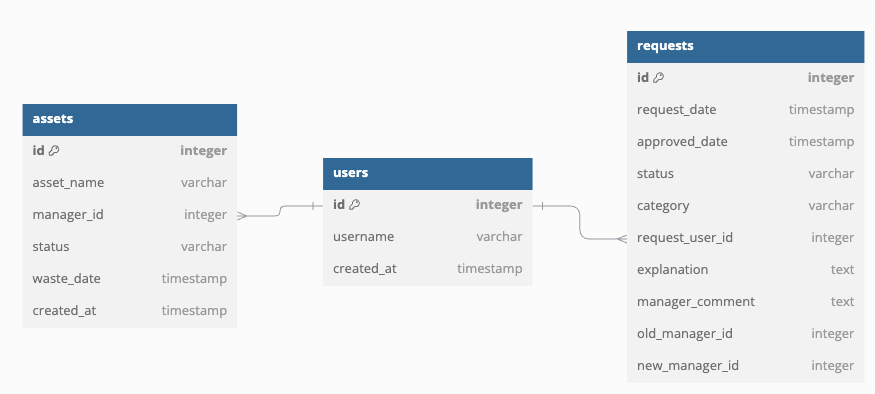 assets
id integer
asset_name varchar
manager_id integer
status varchar
waste_date timestamp
created_at timestamp
users
id integer
username varchar
created_at timestamp
requests
id integer
request_date timestamp
approved_date timestamp
status varchar
category varchar
request_user_id integer
explanation text
manager_comment text
old_manager_id integer
new_manager_id integer